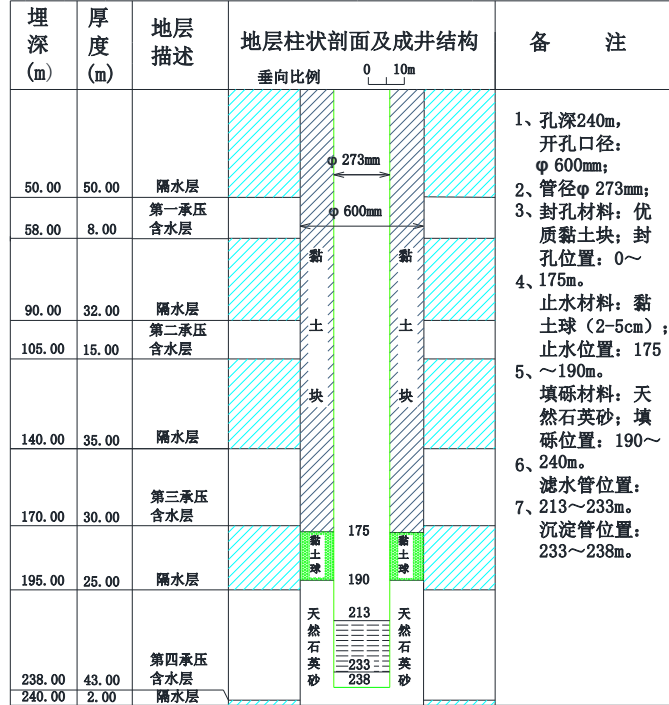 埋深(m)
厚度(m)
地层描述
地层柱状剖面及成井结构
垂向比例 0 10m
备 注
50.00 50.00 隔水层
第一承压
58.00 8.00 含水层
90.00 32.00 隔水层
第二承压
105.00 15.00 含水层
140.00 35.00 隔水层
第三承压
170.00 30.00 含水层
195.00 25.00 隔水层
第四承压
238.00 43.00 含水层
240.00 2.00 隔水层
φ 273mm
φ 600mm
黏土块
黏土块
175
黏土球
黏土球
190
天然石英砂
天然石英砂
213
233
238
1、孔深240m，
开孔口径：
φ 600mm；
2、管径φ 273mm；
3、封孔材料：优
质黏土块；封
孔位置：0～
4、175m。
止水材料：黏
土球（2-5cm）；
止水位置：175
5、～190m。
填砾材料：天
然石英砂；填
砾位置：190～
6、240m。
滤水管位置：
7、213～233m。
沉淀管位置：
233～238m。